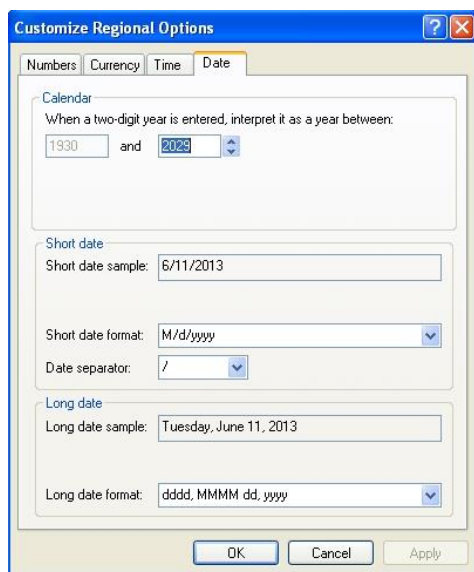 Customize Regional Options
Numbers Currency Time Date
Calendar
When a two-digit year is entered, interpret it as a year between:
1930 and 2029
Short date
Short date sample: 6/11/2013
Short date format: M/d/yyyy
Date separator: /
Long date
Long date sample: Tuesday, June 11, 2013
Long date format: dddd, MMMM dd, yyyy
OK Cancel Apply